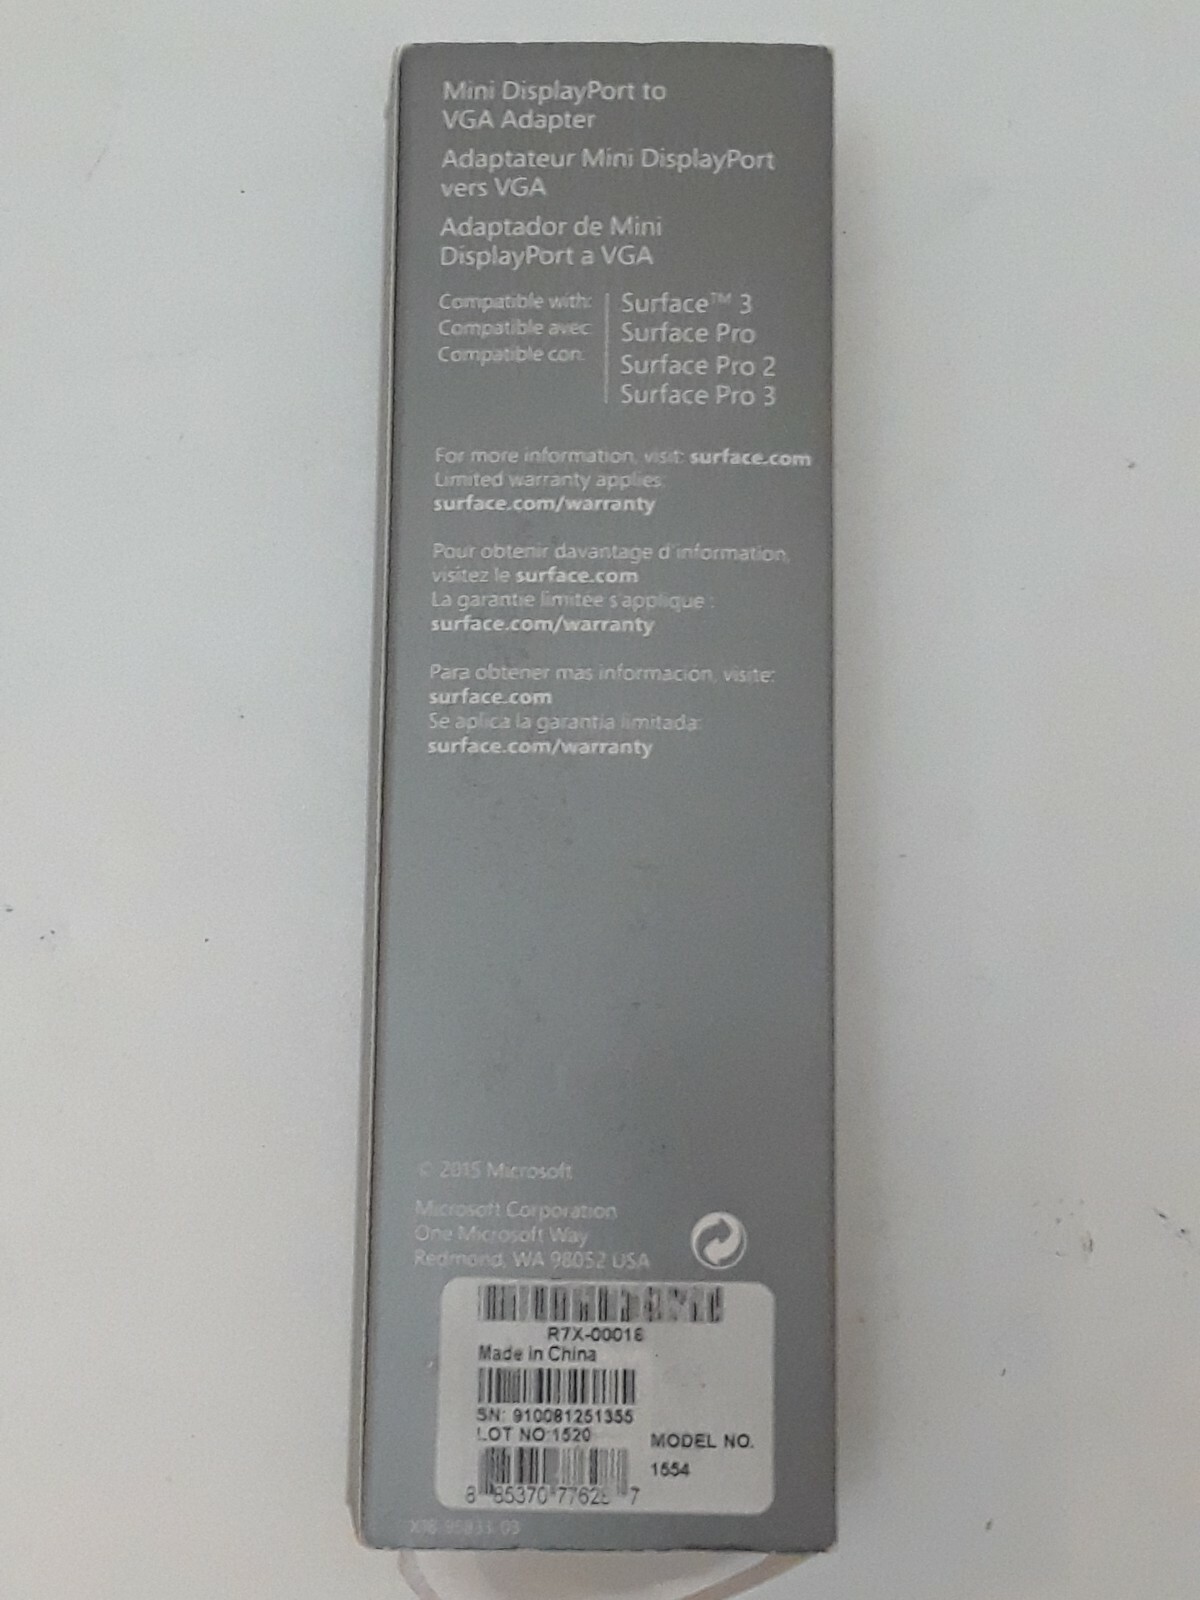 Mini DisplayPort to
VGA Adapter
Adaptateur Mini DisplayPort
vers VGA
Adaptador de Mini
DisplayPort a VGA
Compatible with:
Compatible avec:
Compatible con:
Surface™ 3
Surface Pro
Surface Pro 2
Surface Pro 3
For more information, visit: surface.com
Limited warranty applies:
surface.com/warranty
Pour obtenir davantage d'information,
visitez le surface.com
La garantie limitée s'applique :
surface.com/warranty
Para obtener más información, visite:
surface.com
Se aplica la garantía limitada:
surface.com/warranty
© 2015 Microsoft
Microsoft Corporation
One Microsoft Way
Redmond, WA 98052 USA
R7X-00018
Made in China
SN: 910081251355
LOT NO:1520
MODEL NO.
1554
8 85370 7762 7